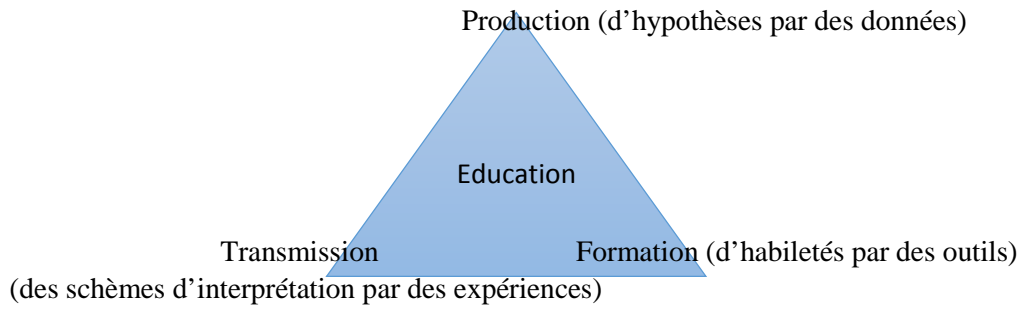 Production (d’hypothèses par des données)
Education
Transmission
Formation (d’habiletés par des outils)
(des schèmes d’interprétation par des expériences)